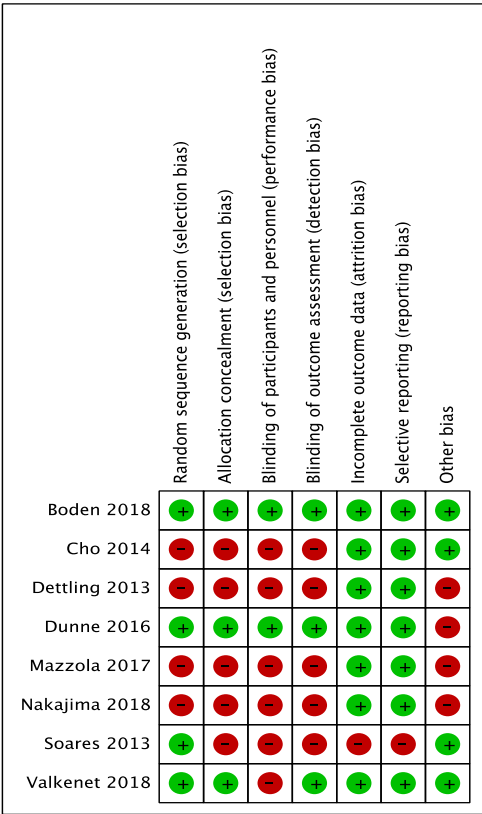 Random sequence generation (selection bias)
Allocation concealment (selection bias)
Blinding of participants and personnel (performance bias)
Blinding of outcome assessment (detection bias)
Incomplete outcome data (attrition bias)
Selective reporting (reporting bias)
Other bias
Boden 2018 + + + + + + +
Cho 2014 – – – – + + +
Dettling 2013 – – – – + + –
Dunne 2016 + + + + + + –
Mazzola 2017 – – – – + + –
Nakajima 2018 – – – – + + –
Soares 2013 + – – – – – +
Valkenet 2018 + + – + + + +